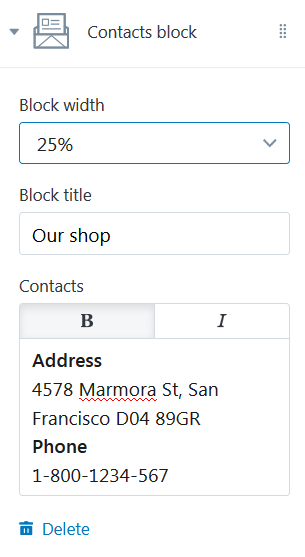 Contacts block
Block width
25%
Block title
Our shop
Contacts
B I
Address
4578 Marmora St, San
Francisco D04 89GR
Phone
1-800-1234-567
Delete